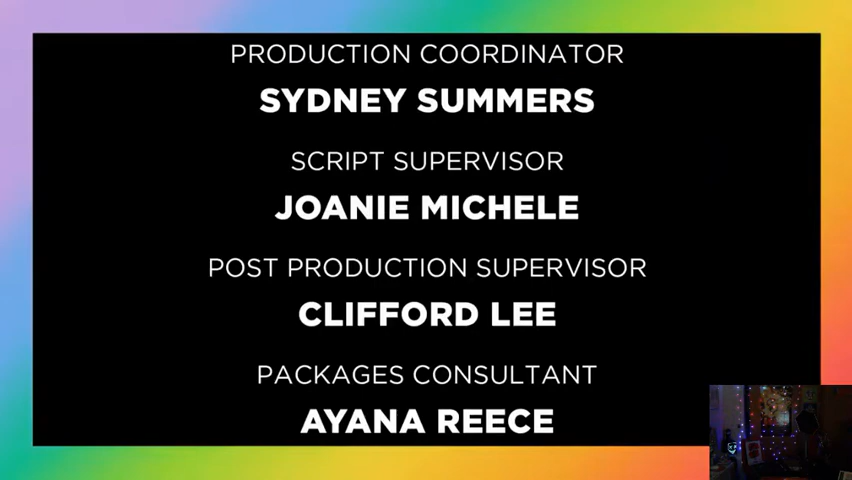 PRODUCTION COORDINATOR
SYDNEY SUMMERS
SCRIPT SUPERVISOR
JOANIE MICHELE
POST PRODUCTION SUPERVISOR
CLIFFORD LEE
PACKAGES CONSULTANT
AYANA REECE